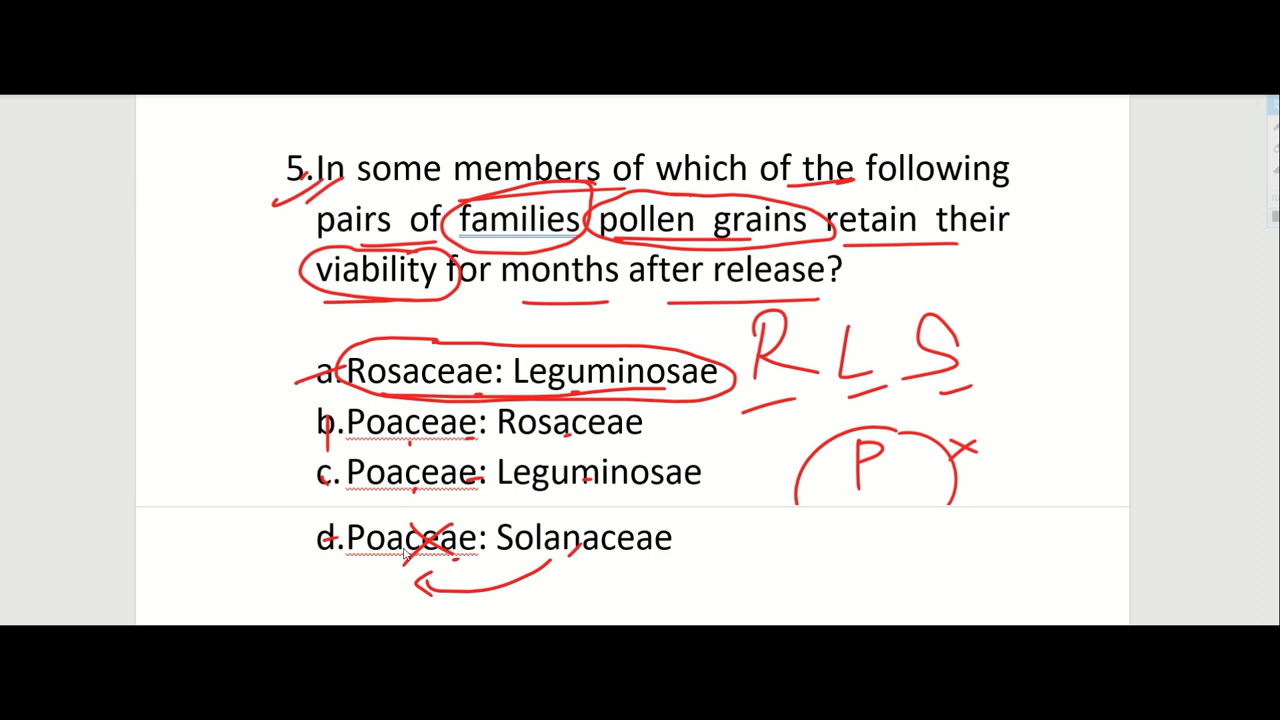 5.In some members of which of the following
pairs of families pollen grains retain their
viability for months after release?
a.Rosaceae: Leguminosae
R L S
b.Poaceae: Rosaceae
P
c. Poaceae: Leguminosae
d.Poaceae: Solanaceae